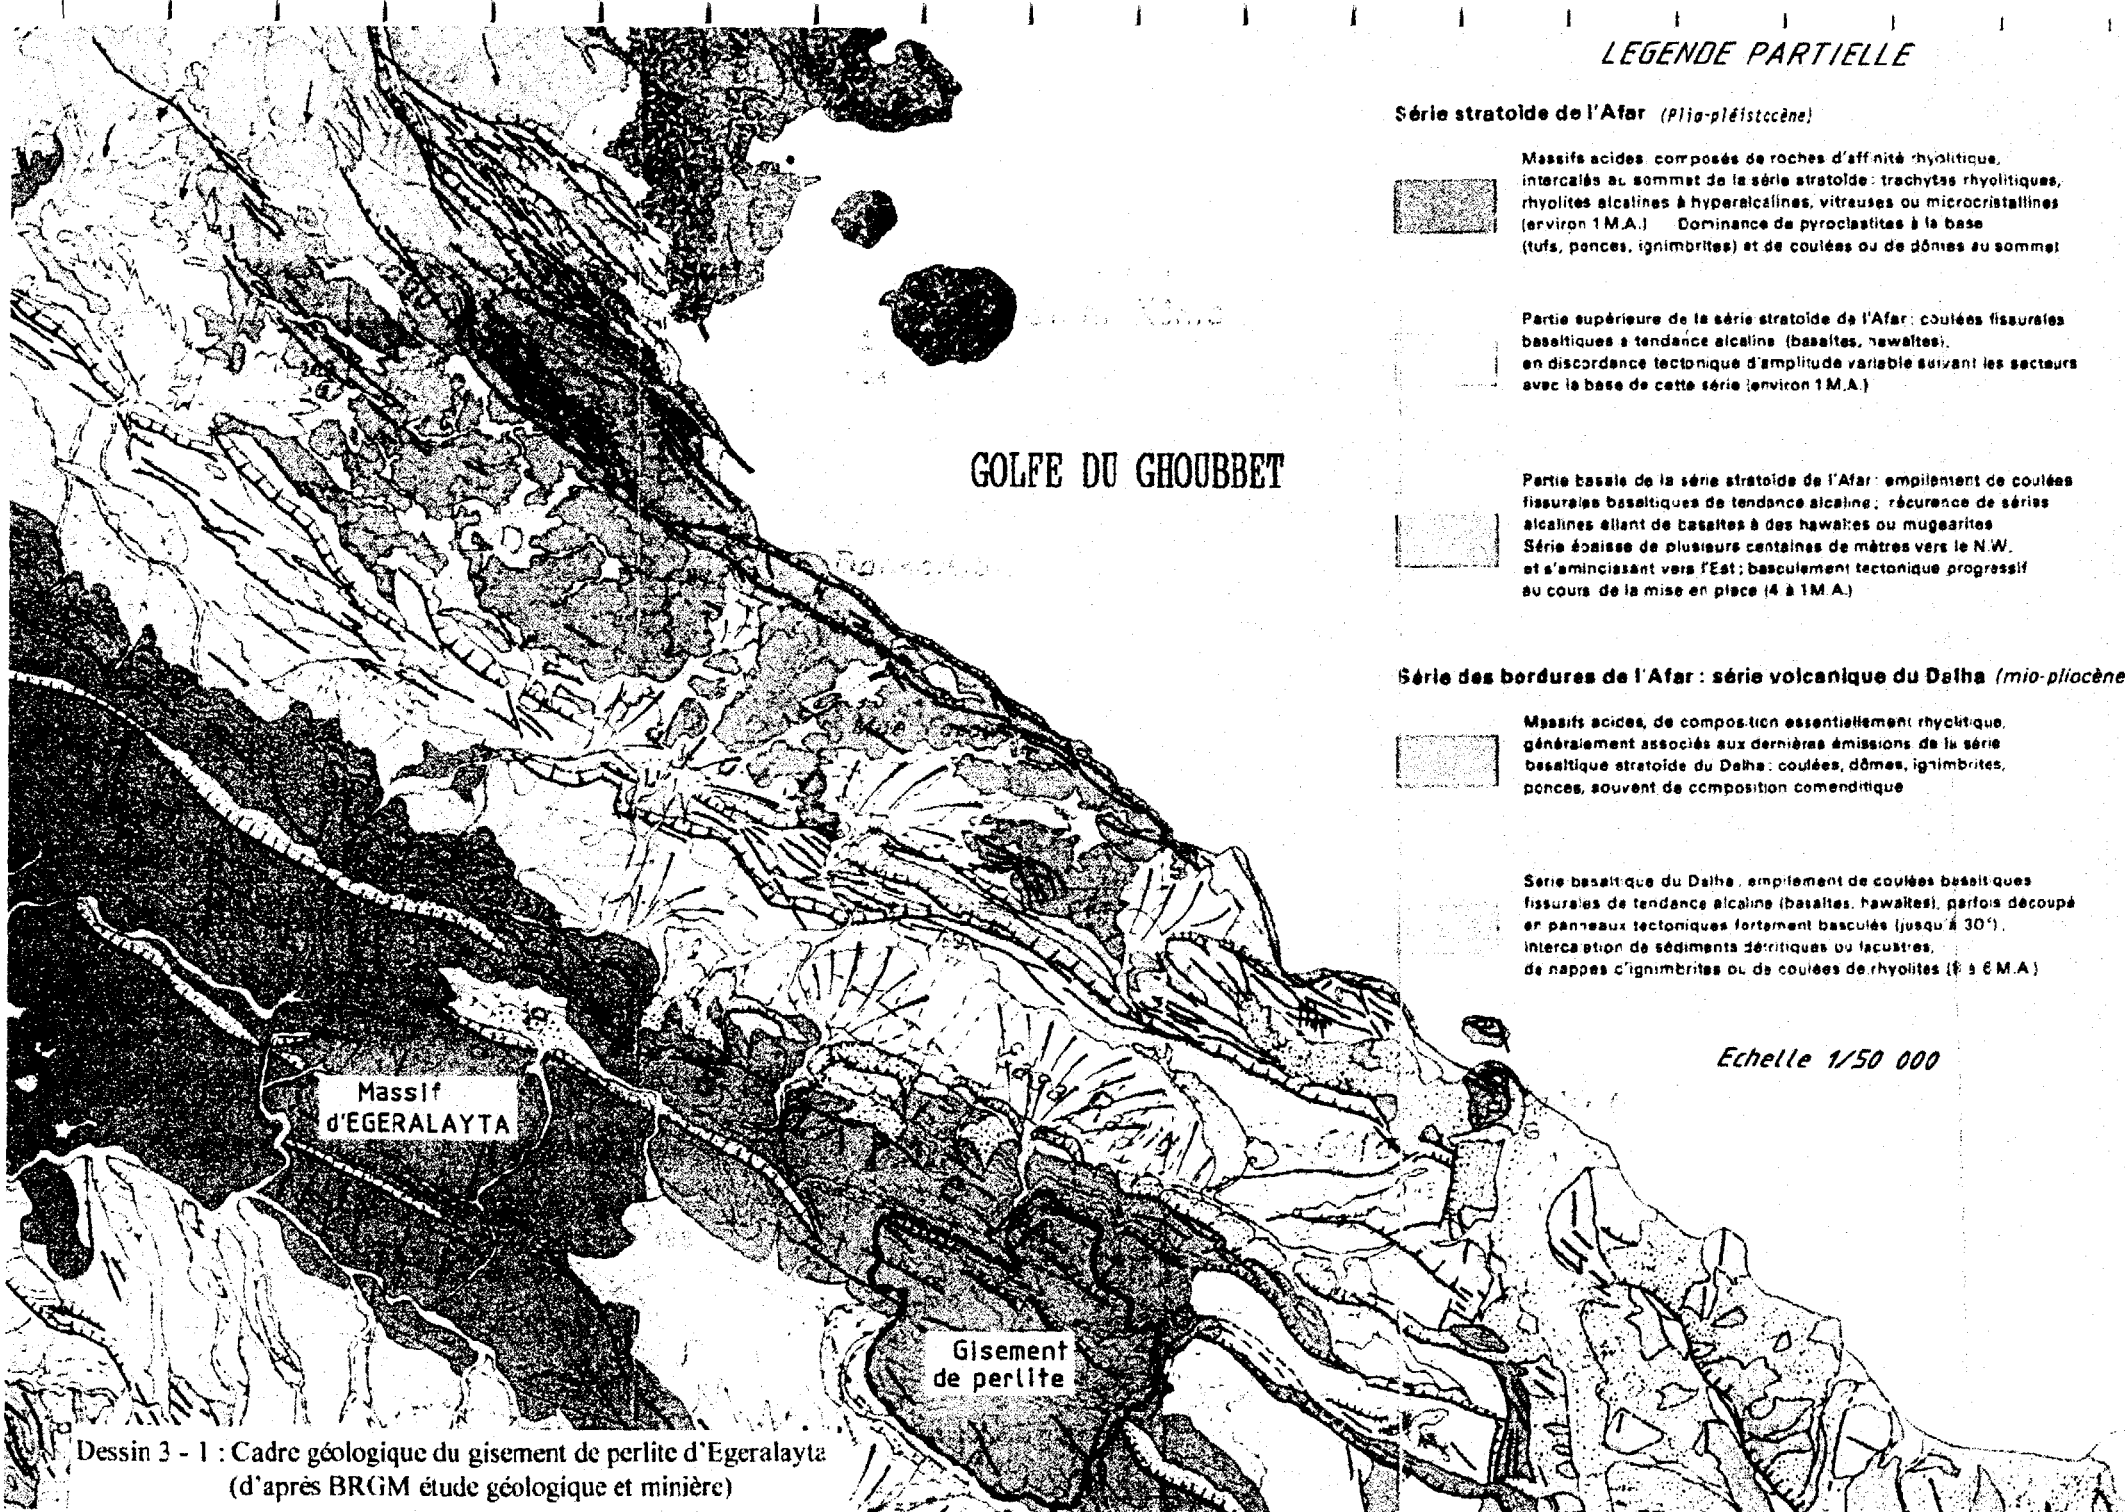 LEGENDE PARTIELLE
Série stratoïde de l'Afar (Plio-pléistocène)
Massifs acides composés de roches d'affinité rhyolitique,
intercalés au sommet de la série stratoïde : trachytes rhyolitiques,
rhyolites alcalines à hyperalcalines, vitreuses ou microcristallines
(environ 1 M.A.) Dominance de pyroclastites à la base
(tufs, ponces, ignimbrites) et de coulées ou de dômes au sommet
Partie supérieure de la série stratoïde de l'Afar : coulées fissurales
basaltiques à tendance alcaline (basaltes, hawaïtes),
en discordance tectonique d'amplitude variable suivant les secteurs
avec la base de cette série (environ 1 M.A.)
GOLFE DU GHOUBBET
Partie basale de la série stratoïde de l'Afar : empilement de coulées
fissurales basaltiques de tendance alcaline ; récurence de séries
alcalines allant de basaltes à des hawaïtes ou mugearites
Série épaisse de plusieurs centaines de mètres vers le N.W.
et s'amincissant vers l'Est ; basculement tectonique progressif
au cours de la mise en place (4 à 1 M.A.)
Série des bordures de l'Afar : série volcanique du Dalha (mio-pliocène
Massifs acides, de composition essentiellement rhyolitique,
généralement associés aux dernières émissions de la série
basaltique stratoïde du Dalha : coulées, dômes, ignimbrites,
ponces, souvent de composition comenditique
Série basaltique du Dalha, empilement de coulées basaltiques
fissurales de tendance alcaline (basaltes, hawaïtes), parfois découpé
en panneaux tectoniques fortement basculés (jusqu'à 30°),
intercalation de sédiments détritiques ou lacustres,
de nappes d'ignimbrites ou de coulées de rhyolites (8 à 6 M.A.)
Echelle 1/50 000
Massif
d'EGERALAYTA
Gisement
de perlite
Dessin 3 - 1 : Cadre géologique du gisement de perlite d'Egeralayta
(d'après BRGM étude géologique et minière)